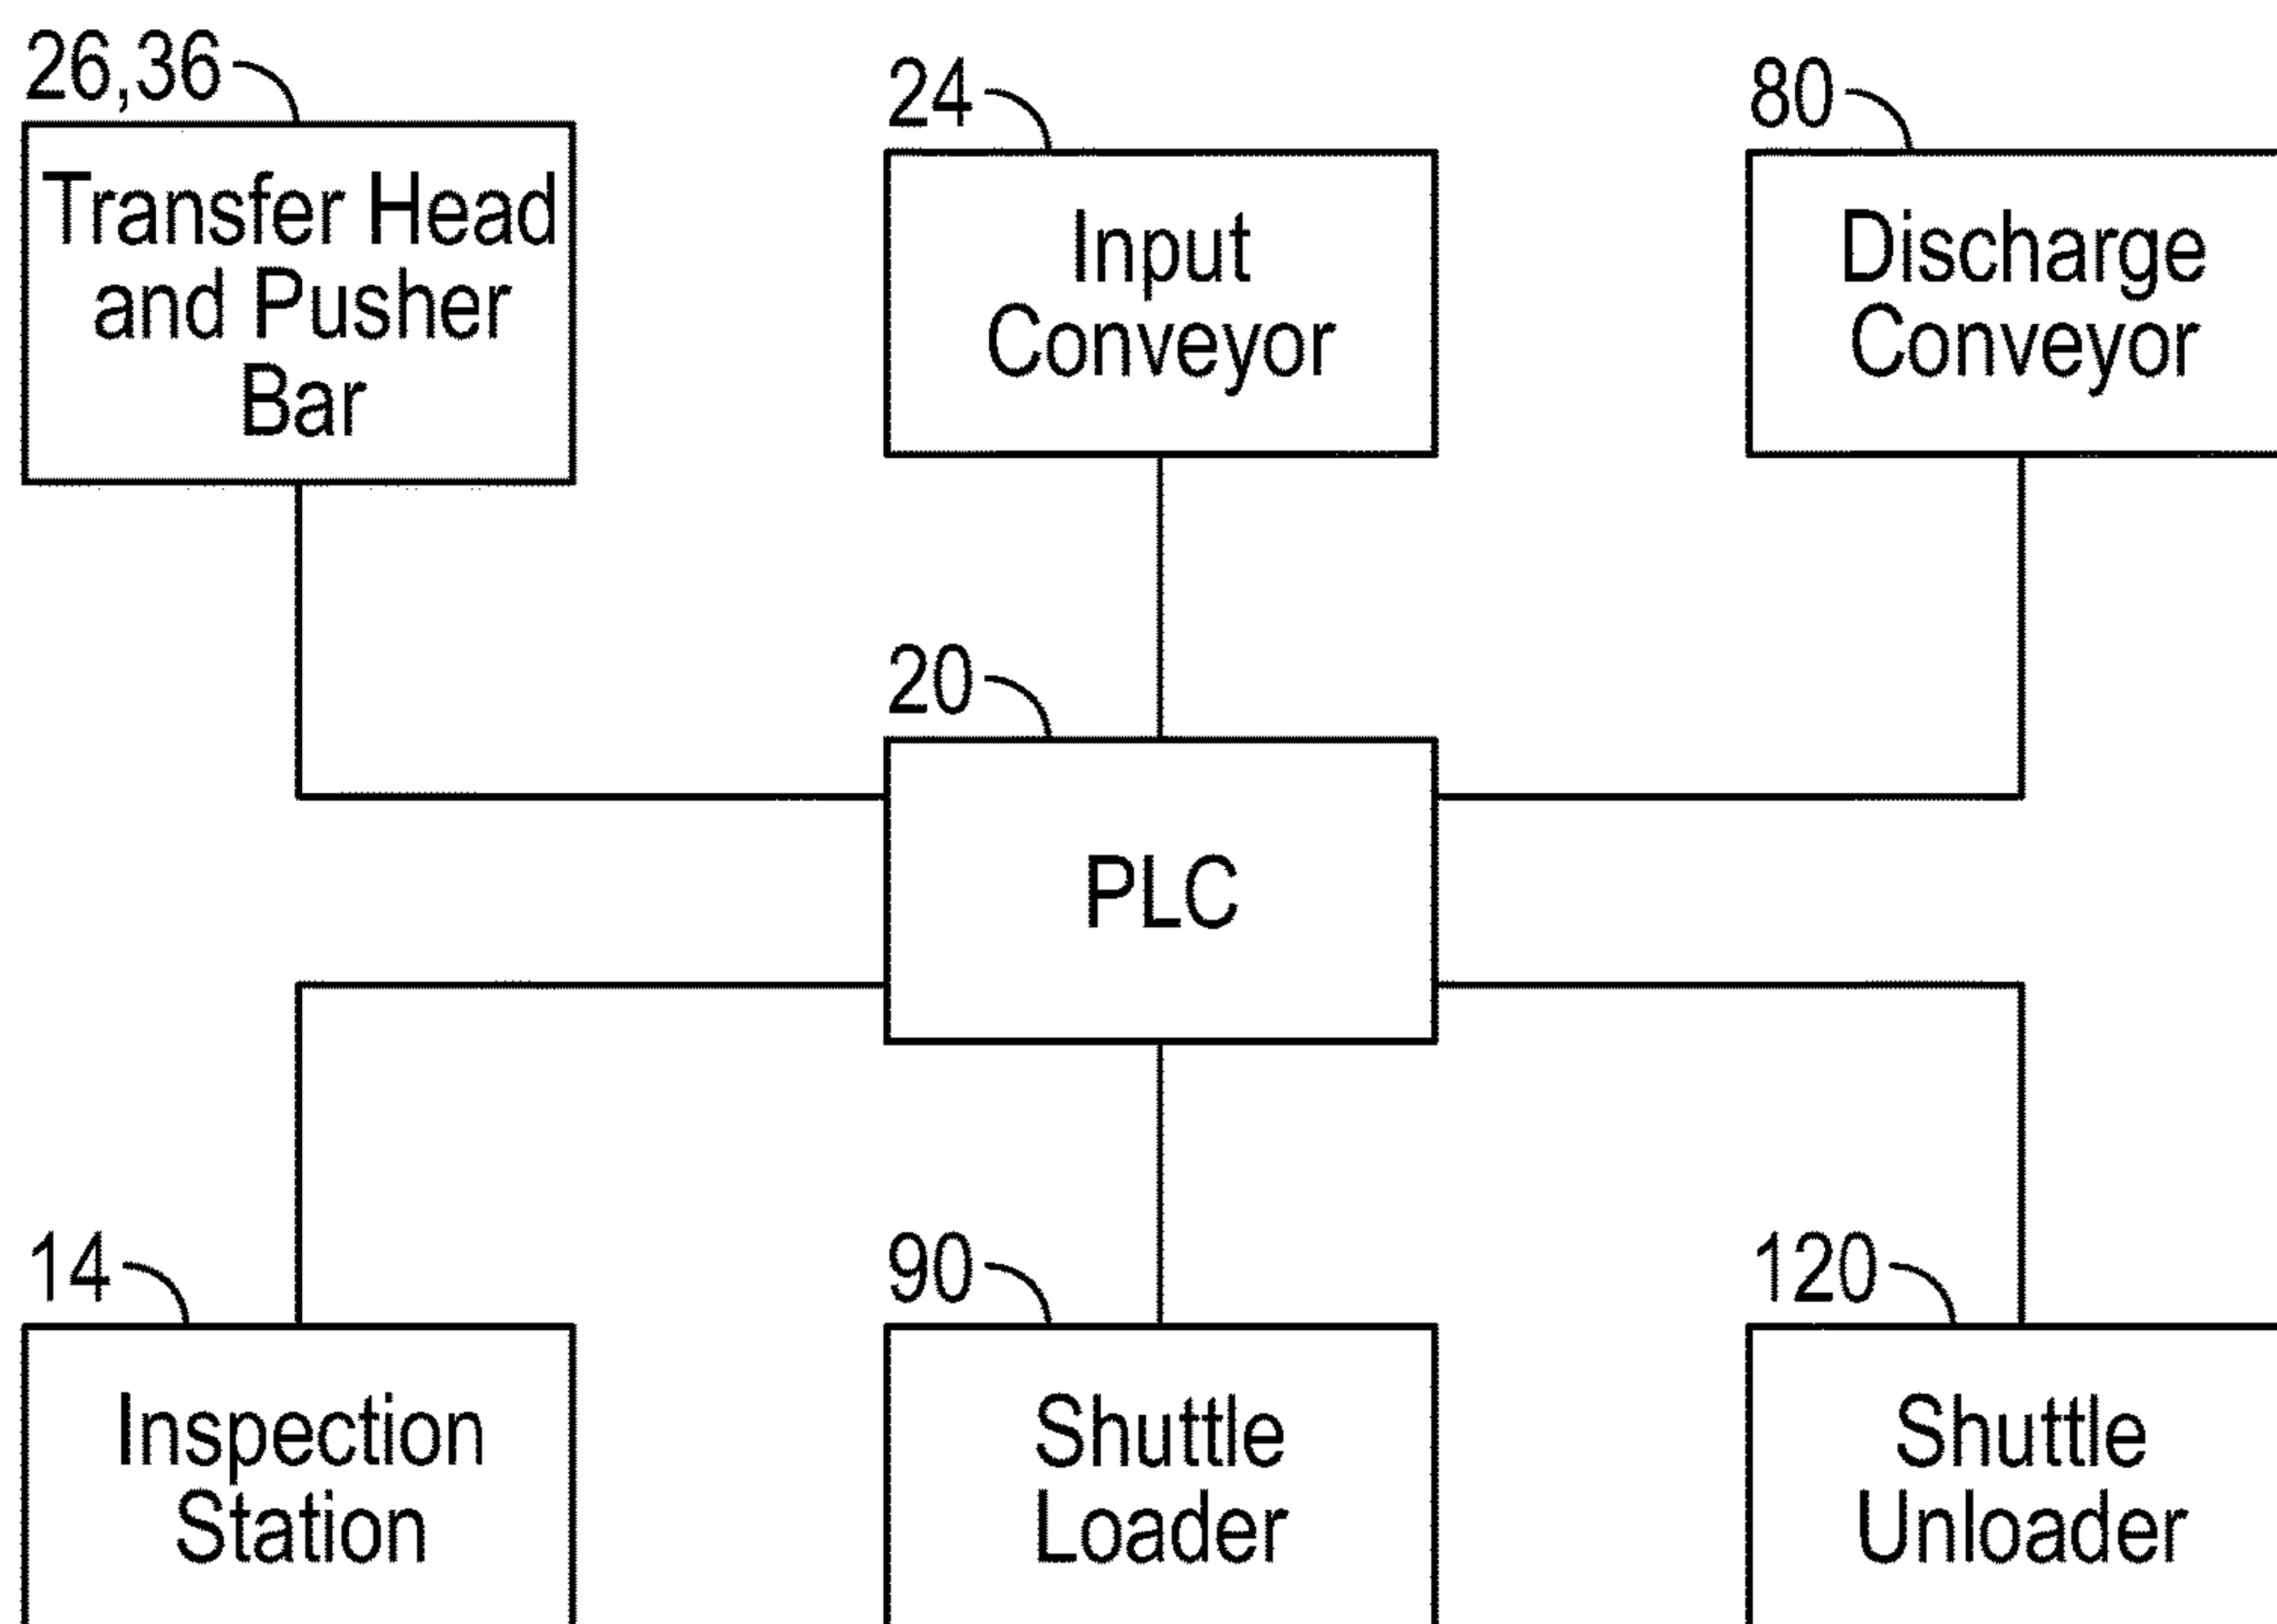 26,36
Transfer Head
and Pusher
Bar
24
Input
Conveyor
80
Discharge
Conveyor
20
PLC
14
Inspection
Station
90
Shuttle
Loader
120
Shuttle
Unloader